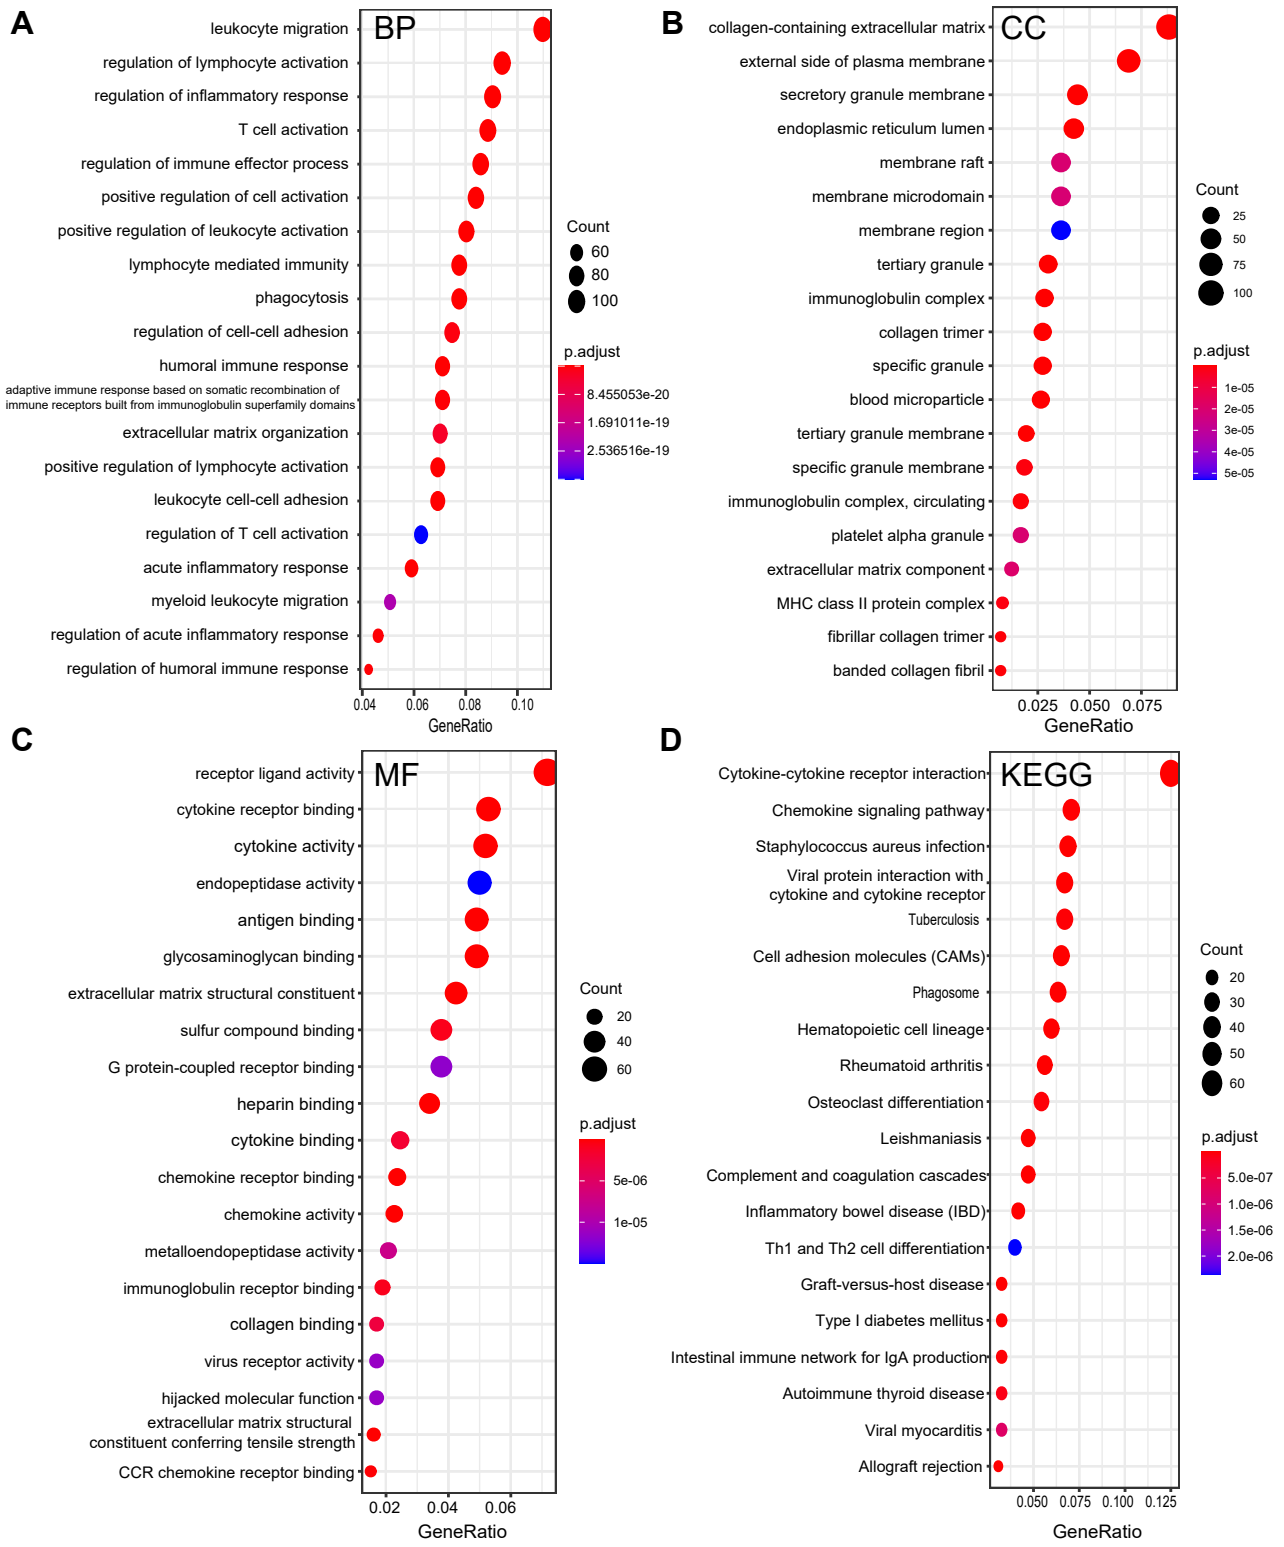 A
BP
leukocyte migration
regulation of lymphocyte activation
regulation of inflammatory response
T cell activation
regulation of immune effector process
positive regulation of cell activation
positive regulation of leukocyte activation
lymphocyte mediated immunity
phagocytosis
regulation of cell-cell adhesion
humoral immune response
adaptive immune response based on somatic recombination of
immune receptors built from immunoglobulin superfamily domains
extracellular matrix organization
positive regulation of lymphocyte activation
leukocyte cell-cell adhesion
regulation of T cell activation
acute inflammatory response
myeloid leukocyte migration
regulation of acute inflammatory response
regulation of humoral immune response
0.04 0.06 0.08 0.10
GeneRatio
Count
60
80
100
p.adjust
8.455053e-20
1.691011e-19
2.536516e-19
B
CC
collagen-containing extracellular matrix
external side of plasma membrane
secretory granule membrane
endoplasmic reticulum lumen
membrane raft
membrane microdomain
membrane region
tertiary granule
immunoglobulin complex
collagen trimer
specific granule
blood microparticle
tertiary granule membrane
specific granule membrane
immunoglobulin complex, circulating
platelet alpha granule
extracellular matrix component
MHC class II protein complex
fibrillar collagen trimer
banded collagen fibril
0.025 0.050 0.075
GeneRatio
Count
25
50
75
100
p.adjust
1e-05
2e-05
3e-05
4e-05
5e-05
C
MF
receptor ligand activity
cytokine receptor binding
cytokine activity
endopeptidase activity
antigen binding
glycosaminoglycan binding
extracellular matrix structural constituent
sulfur compound binding
G protein-coupled receptor binding
heparin binding
cytokine binding
chemokine receptor binding
chemokine activity
metalloendopeptidase activity
immunoglobulin receptor binding
collagen binding
virus receptor activity
hijacked molecular function
extracellular matrix structural
constituent conferring tensile strength
CCR chemokine receptor binding
0.02 0.04 0.06
GeneRatio
Count
20
40
60
p.adjust
5e-06
1e-05
D
KEGG
Cytokine-cytokine receptor interaction
Chemokine signaling pathway
Staphylococcus aureus infection
Viral protein interaction with
cytokine and cytokine receptor
Tuberculosis
Cell adhesion molecules (CAMs)
Phagosome
Hematopoietic cell lineage
Rheumatoid arthritis
Osteoclast differentiation
Leishmaniasis
Complement and coagulation cascades
Inflammatory bowel disease (IBD)
Th1 and Th2 cell differentiation
Graft-versus-host disease
Type I diabetes mellitus
Intestinal immune network for IgA production
Autoimmune thyroid disease
Viral myocarditis
Allograft rejection
0.050 0.075 0.100 0.125
GeneRatio
Count
20
30
40
50
60
p.adjust
5.0e-07
1.0e-06
1.5e-06
2.0e-06